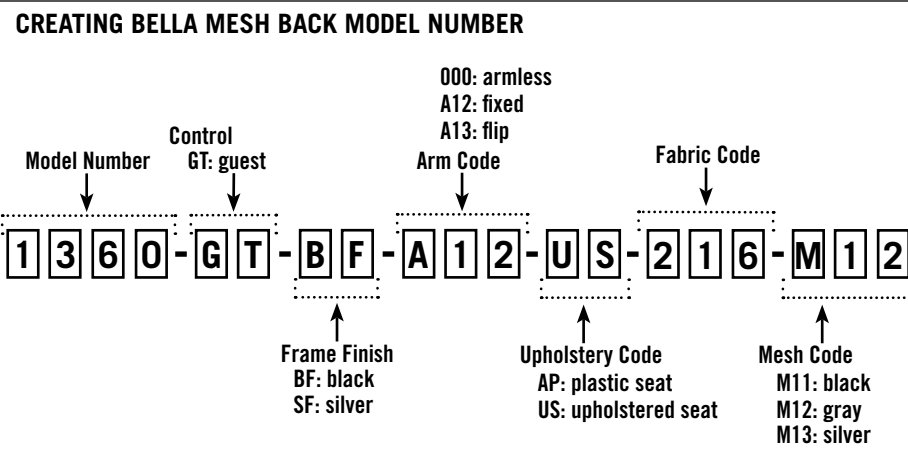 CREATING BELLA MESH BACK MODEL NUMBER
000: armless
A12: fixed
A13: flip
Arm Code
Control
GT: guest
Model Number
Fabric Code
1360-GT-BF-A12-US-216-M12
Frame Finish
BF: black
SF: silver
Upholstery Code
AP: plastic seat
US: upholstered seat
Mesh Code
M11: black
M12: gray
M13: silver